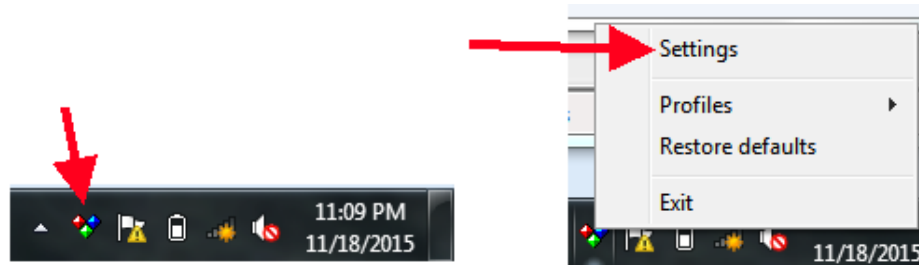 11:09 PM
11/18/2015
Settings
Profiles
Restore defaults
Exit
11/18/2015